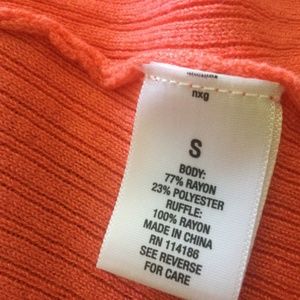 nxg
S
BODY:
77% RAYON
23% POLYESTER
RUFFLE:
100% RAYON
MADE IN CHINA
RN 114186
SEE REVERSE
FOR CARE